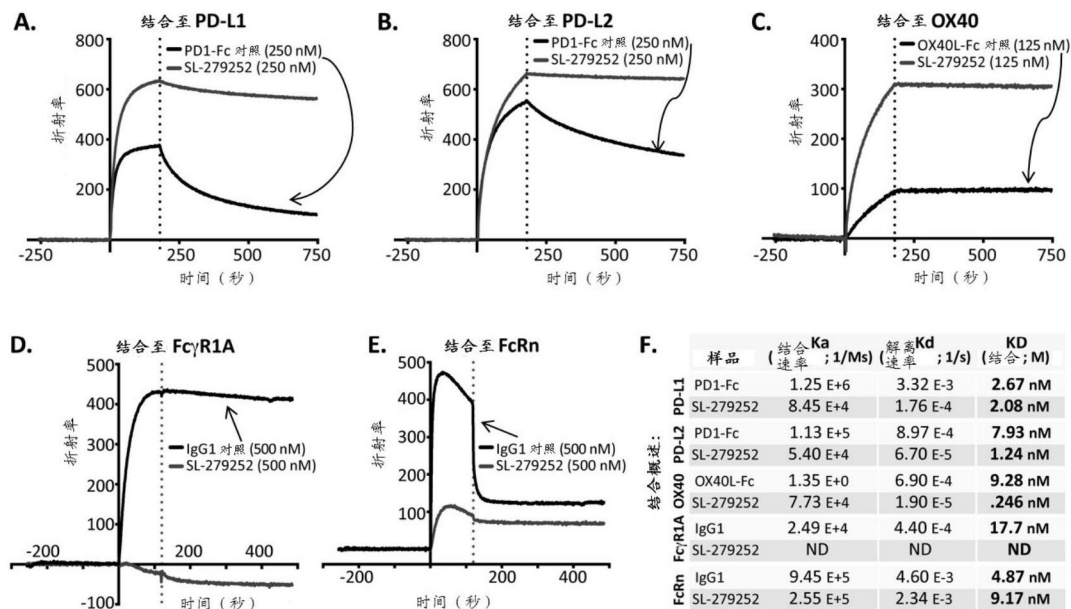 A.
结合至 PD-L1
800
600
400
200
PD1-Fc 对照 (250 nM)
SL-279252 (250 nM)
折射率
-250
250
500
750
时间（秒）
B.
结合至 PD-L2
800
600
400
200
PD1-Fc 对照 (250 nM)
SL-279252 (250 nM)
折射率
-250
250
500
750
时间（秒）
C.
结合至 OX40
400
300
200
100
OX40L-Fc 对照 (125 nM)
SL-279252 (125 nM)
折射率
-250
250
500
750
时间（秒）
D.
结合至 FcγR1A
500
400
300
200
100
-100
IgG1 对照 (500 nM)
SL-279252 (500 nM)
折射率
-200
200
400
时间（秒）
E.
结合至 FcRn
500
400
500
400
300
200
100
IgG1 对照 (500 nM)
SL-279252 (500 nM)
折射率
-200
200
400
时间（秒）
F.
样品
Ka
(结合速率 ; 1/Ms)
Kd
(解离速率 ; 1/s)
KD
(结合; M)
结合概述：
PD-L1
PD1-Fc 1.25 E+6 3.32 E-3 2.67 nM
SL-279252 8.45 E+4 1.76 E-4 2.08 nM
PD-L2
PD1-Fc 1.13 E+5 8.97 E-4 7.93 nM
SL-279252 5.40 E+4 6.70 E-5 1.24 nM
OX40
OX40L-Fc 1.35 E+0 6.90 E-4 9.28 nM
SL-279252 7.73 E+4 1.90 E-5 .246 nM
FcγR1A
IgG1 2.49 E+4 4.40 E-4 17.7 nM
SL-279252 ND ND ND
FcRn
IgG1 9.45 E+5 4.60 E-3 4.87 nM
SL-279252 2.55 E+5 2.34 E-3 9.17 nM